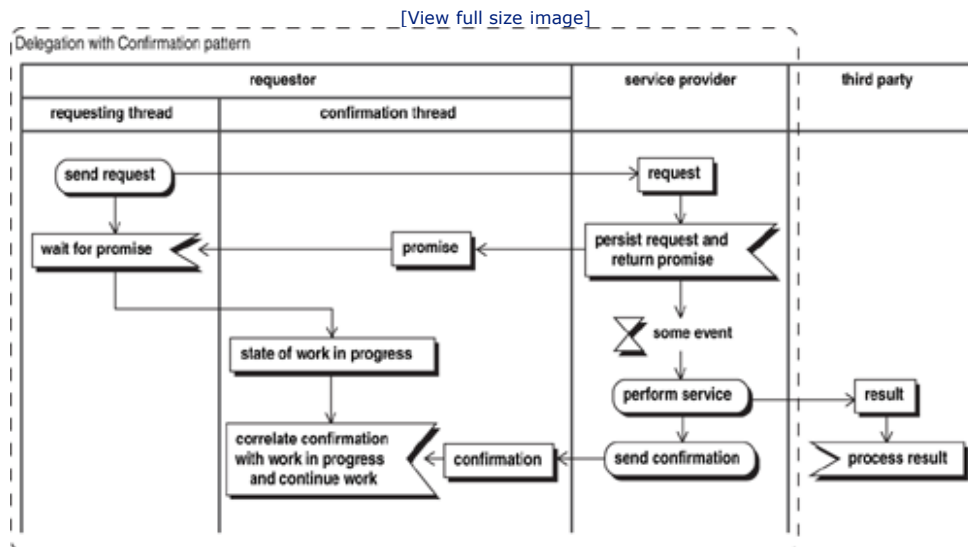 [View full size image]
Delegation with Confirmation pattern
requestor
service provider
third party
requesting thread
confirmation thread
send request
request
wait for promise
promise
persist request and
return promise
some event
state of work in progress
perform service
result
correlate confirmation
with work in progress
and continue work
confirmation
send confirmation
process result